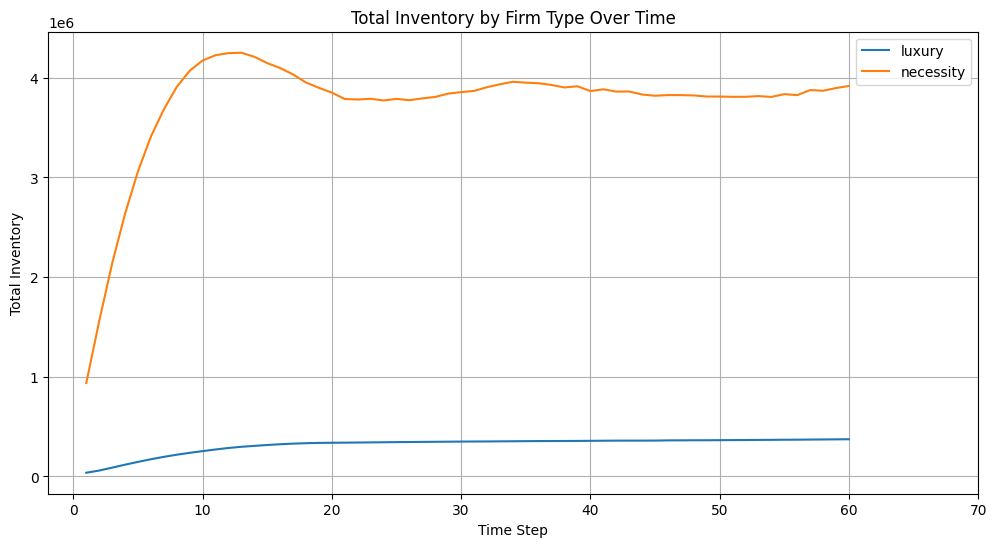 Total Inventory by Firm Type Over Time
1e6
luxury
necessity
4
3
2
1
0
Total Inventory
0 10 20 30 40 50 60 70
Time Step